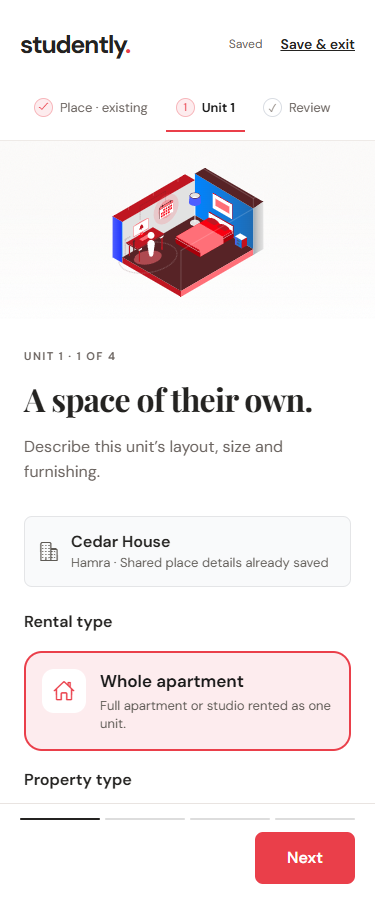 studently.
Saved
Save & exit
Place · existing
1
Unit 1
Review
UNIT 1 · 1 OF 4
A space of their own.
Describe this unit’s layout, size and
furnishing.
Cedar House
Hamra · Shared place details already saved
Rental type
Whole apartment
Full apartment or studio rented as one
unit.
Property type
Next